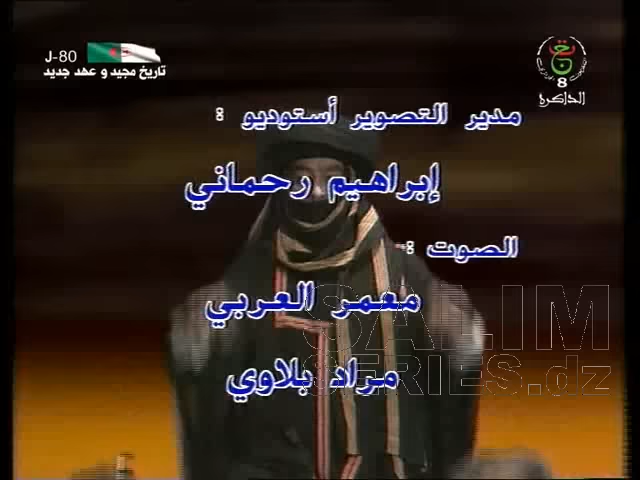 J-80
تاريخ مجيد و عهد جديد
8
الذاكرة
مدير التصوير أستوديو :
إبراهيم رحماني
الصوت :-
معمر العربي
مراد بلاوي
SALIM
SERIES.dz